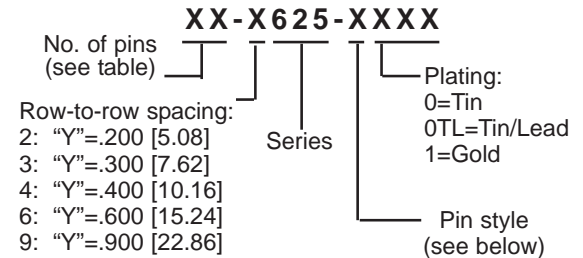 XX-X625-XXXX
No. of pins
(see table)
Row-to-row spacing:
2: “Y”=.200 [5.08]
3: “Y”=.300 [7.62]
4: “Y”=.400 [10.16]
6: “Y”=.600 [15.24]
9: “Y”=.900 [22.86]
Series
Plating:
0=Tin
0TL=Tin/Lead
1=Gold
Pin style
(see below)